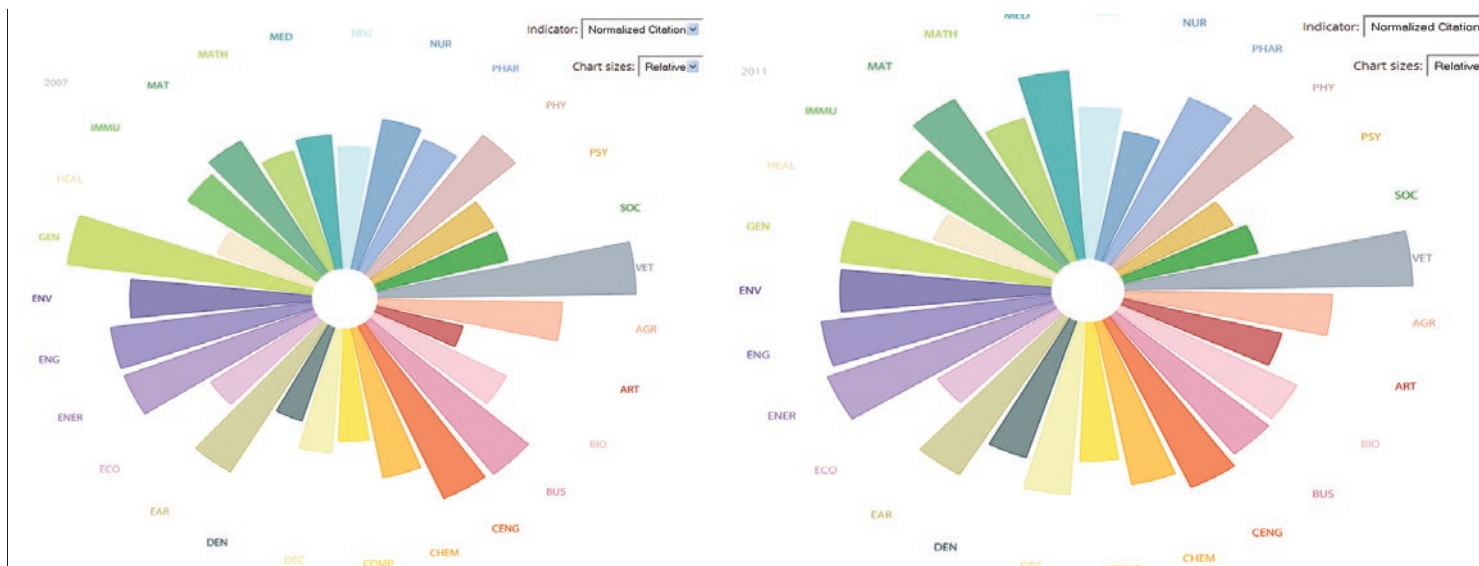 Indicator: Normalized Citation
Chart sizes: Relative
2007
MED
NEU
NUR
PHAR
PHY
PSY
SOC
VET
AGR
ART
BIO
BUS
CENG
CHEM
COMP
DEC
DEN
EAR
ECO
ENER
ENG
ENV
GEN
HEAL
IMMU
MAT
MATH
Indicator: Normalized Citation
Chart sizes: Relative
2011
MED
NUR
PHAR
PHY
PSY
SOC
VET
AGR
ART
BIO
BUS
CENG
CHEM
DEC
DEN
EAR
ECO
ENER
ENG
ENV
GEN
HEAL
IMMU
MAT
MATH